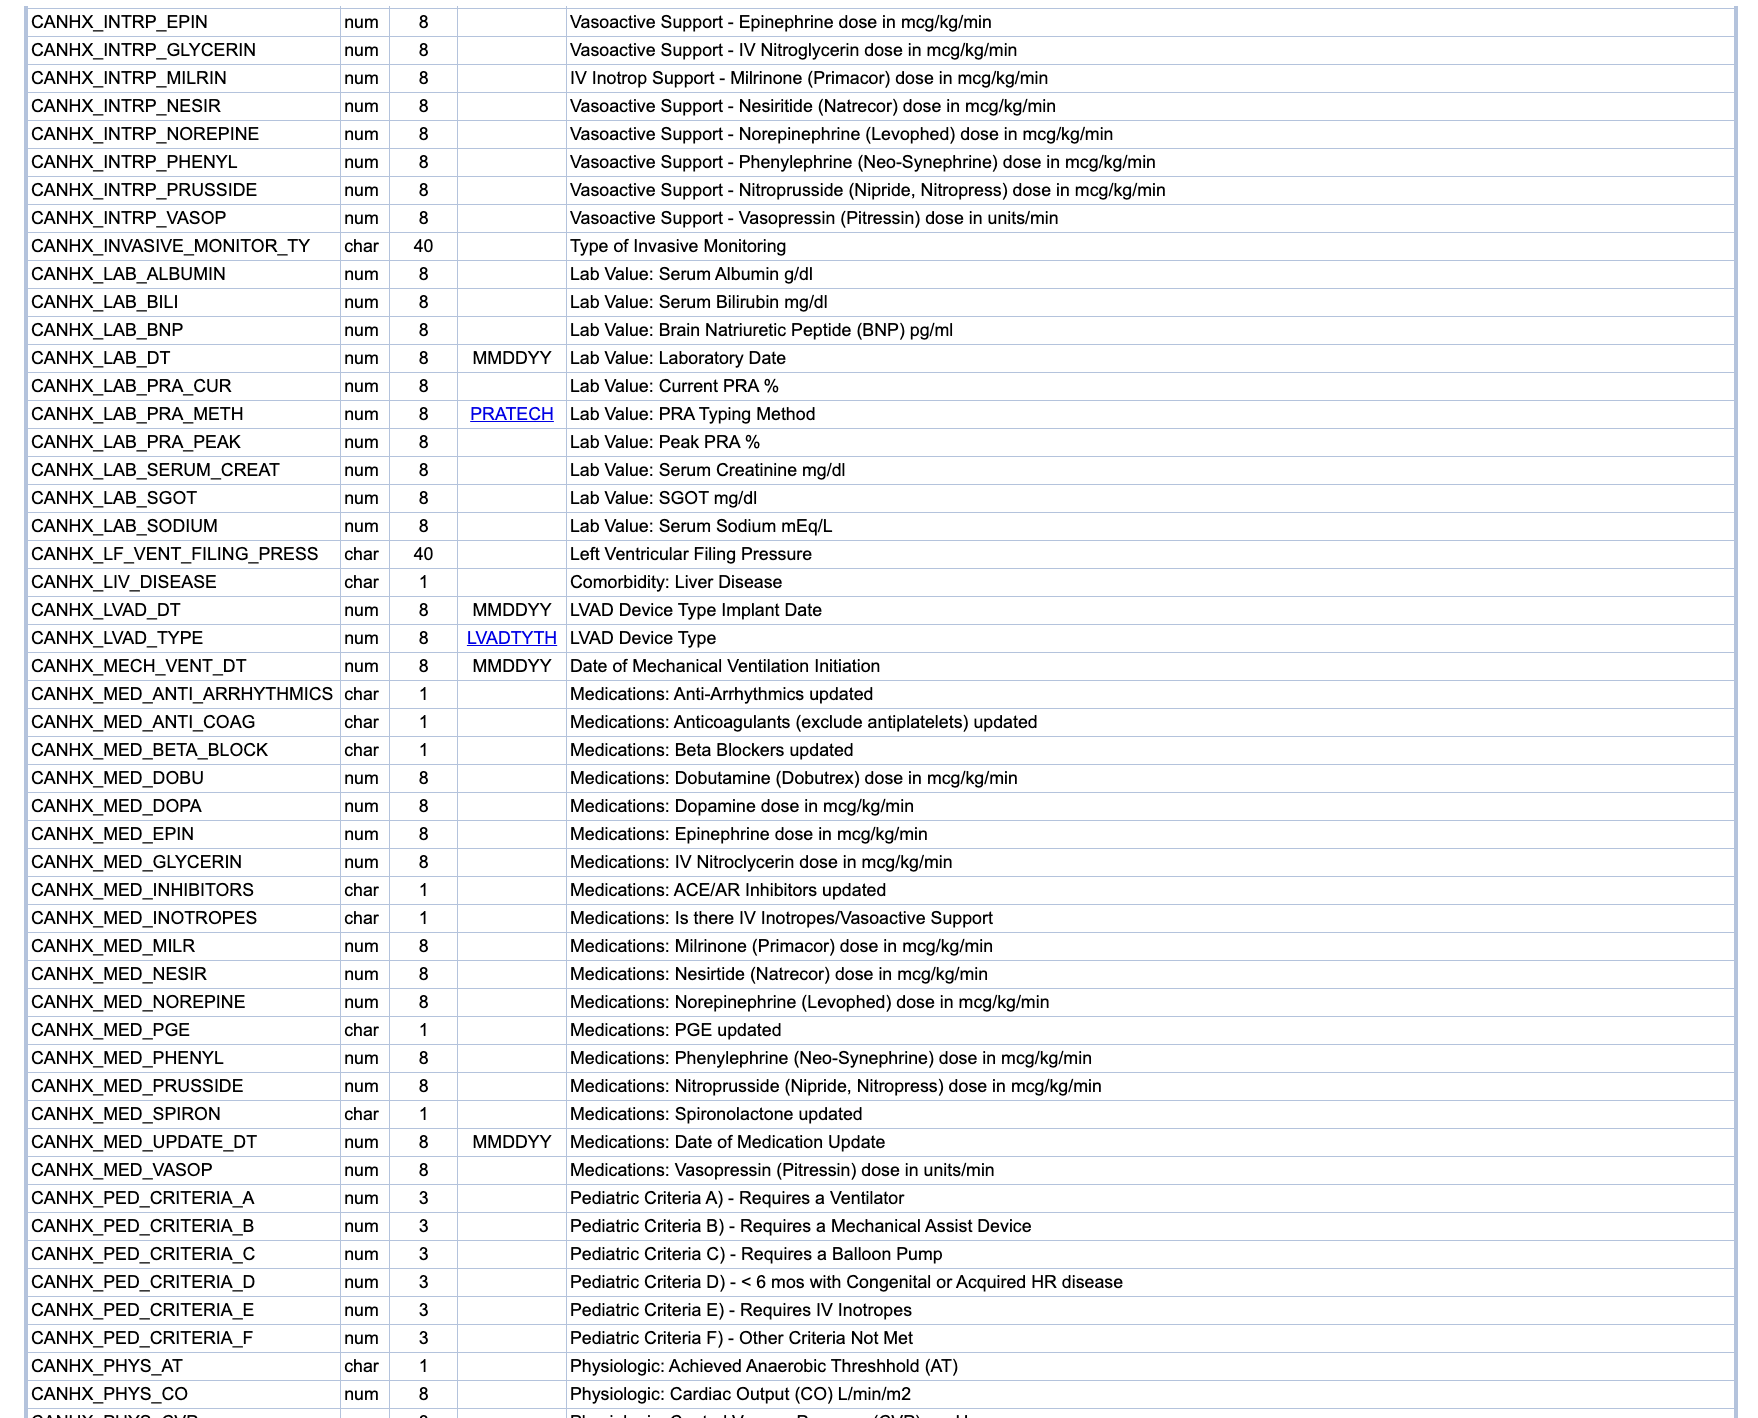 CANHX_INTRP_EPIN num 8 Vasoactive Support - Epinephrine dose in mcg/kg/min
CANHX_INTRP_GLYCERIN num 8 Vasoactive Support - IV Nitroglycerin dose in mcg/kg/min
CANHX_INTRP_MILRIN num 8 IV Inotrop Support - Milrinone (Primacor) dose in mcg/kg/min
CANHX_INTRP_NESIR num 8 Vasoactive Support - Nesiritide (Natrecor) dose in mcg/kg/min
CANHX_INTRP_NOREPINE num 8 Vasoactive Support - Norepinephrine (Levophed) dose in mcg/kg/min
CANHX_INTRP_PHENYL num 8 Vasoactive Support - Phenylephrine (Neo-Synephrine) dose in mcg/kg/min
CANHX_INTRP_PRUSSIDE num 8 Vasoactive Support - Nitroprusside (Nipride, Nitropress) dose in mcg/kg/min
CANHX_INTRP_VASOP num 8 Vasoactive Support - Vasopressin (Pitressin) dose in units/min
CANHX_INVASIVE_MONITOR_TY char 40 Type of Invasive Monitoring
CANHX_LAB_ALBUMIN num 8 Lab Value: Serum Albumin g/dl
CANHX_LAB_BILI num 8 Lab Value: Serum Bilirubin mg/dl
CANHX_LAB_BNP num 8 Lab Value: Brain Natriuretic Peptide (BNP) pg/ml
CANHX_LAB_DT num 8 MMDDYY Lab Value: Laboratory Date
CANHX_LAB_PRA_CUR num 8 Lab Value: Current PRA %
CANHX_LAB_PRA_METH num 8 PRATECH Lab Value: PRA Typing Method
CANHX_LAB_PRA_PEAK num 8 Lab Value: Peak PRA %
CANHX_LAB_SERUM_CREAT num 8 Lab Value: Serum Creatinine mg/dl
CANHX_LAB_SGOT num 8 Lab Value: SGOT mg/dl
CANHX_LAB_SODIUM num 8 Lab Value: Serum Sodium mEq/L
CANHX_LF_VENT_FILING_PRESS char 40 Left Ventricular Filing Pressure
CANHX_LIV_DISEASE char 1 Comorbidity: Liver Disease
CANHX_LVAD_DT num 8 MMDDYY LVAD Device Type Implant Date
CANHX_LVAD_TYPE num 8 LVADTYTH LVAD Device Type
CANHX_MECH_VENT_DT num 8 MMDDYY Date of Mechanical Ventilation Initiation
CANHX_MED_ANTI_ARRHYTHMICS char 1 Medications: Anti-Arrhythmics updated
CANHX_MED_ANTI_COAG char 1 Medications: Anticoagulants (exclude antiplatelets) updated
CANHX_MED_BETA_BLOCK char 1 Medications: Beta Blockers updated
CANHX_MED_DOBU num 8 Medications: Dobutamine (Dobutrex) dose in mcg/kg/min
CANHX_MED_DOPA num 8 Medications: Dopamine dose in mcg/kg/min
CANHX_MED_EPIN num 8 Medications: Epinephrine dose in mcg/kg/min
CANHX_MED_GLYCERIN num 8 Medications: IV Nitroclycerin dose in mcg/kg/min
CANHX_MED_INHIBITORS char 1 Medications: ACE/AR Inhibitors updated
CANHX_MED_INOTROPES char 1 Medications: Is there IV Inotropes/Vasoactive Support
CANHX_MED_MILR num 8 Medications: Milrinone (Primacor) dose in mcg/kg/min
CANHX_MED_NESIR num 8 Medications: Nesirtide (Natrecor) dose in mcg/kg/min
CANHX_MED_NOREPINE num 8 Medications: Norepinephrine (Levophed) dose in mcg/kg/min
CANHX_MED_PGE char 1 Medications: PGE updated
CANHX_MED_PHENYL num 8 Medications: Phenylephrine (Neo-Synephrine) dose in mcg/kg/min
CANHX_MED_PRUSSIDE num 8 Medications: Nitroprusside (Nipride, Nitropress) dose in mcg/kg/min
CANHX_MED_SPIRON char 1 Medications: Spironolactone updated
CANHX_MED_UPDATE_DT num 8 MMDDYY Medications: Date of Medication Update
CANHX_MED_VASOP num 8 Medications: Vasopressin (Pitressin) dose in units/min
CANHX_PED_CRITERIA_A num 3 Pediatric Criteria A) - Requires a Ventilator
CANHX_PED_CRITERIA_B num 3 Pediatric Criteria B) - Requires a Mechanical Assist Device
CANHX_PED_CRITERIA_C num 3 Pediatric Criteria C) - Requires a Balloon Pump
CANHX_PED_CRITERIA_D num 3 Pediatric Criteria D) - < 6 mos with Congenital or Acquired HR disease
CANHX_PED_CRITERIA_E num 3 Pediatric Criteria E) - Requires IV Inotropes
CANHX_PED_CRITERIA_F num 3 Pediatric Criteria F) - Other Criteria Not Met
CANHX_PHYS_AT char 1 Physiologic: Achieved Anaerobic Threshhold (AT)
CANHX_PHYS_CO num 8 Physiologic: Cardiac Output (CO) L/min/m2